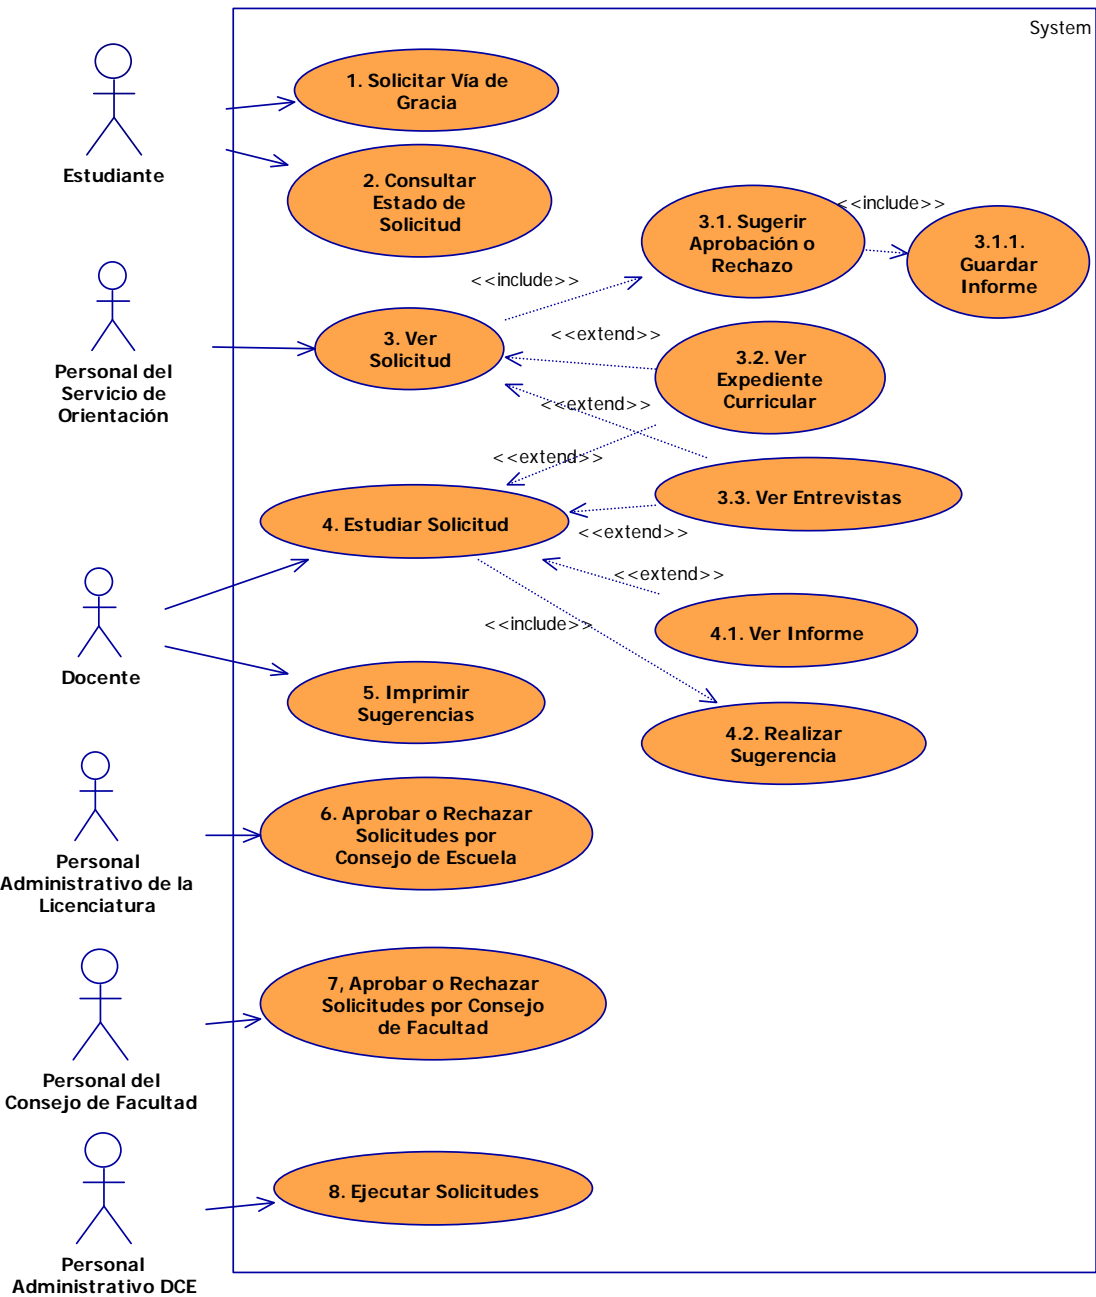 System
1. Solicitar Vía de
Gracia
Estudiante
2. Consultar
Estado de
Solicitud
<<include>>
3.1. Sugerir
Aprobación o
Rechazo
3.1.1.
Guardar
Informe
<<include>>
Personal del
Servicio de
Orientación
3. Ver
Solicitud
<<extend>>
3.2. Ver
Expediente
Curricular
<<extend>>
<<extend>>
3.3. Ver Entrevistas
4. Estudiar Solicitud
<<extend>>
<<extend>>
Docente
<<include>>
4.1. Ver Informe
5. Imprimir
Sugerencias
4.2. Realizar
Sugerencia
Personal
Administrativo de la
Licenciatura
6. Aprobar o Rechazar
Solicitudes por
Consejo de Escuela
7, Aprobar o Rechazar
Solicitudes por Consejo
de Facultad
Personal del
Consejo de Facultad
8. Ejecutar Solicitudes
Personal
Administrativo DCE